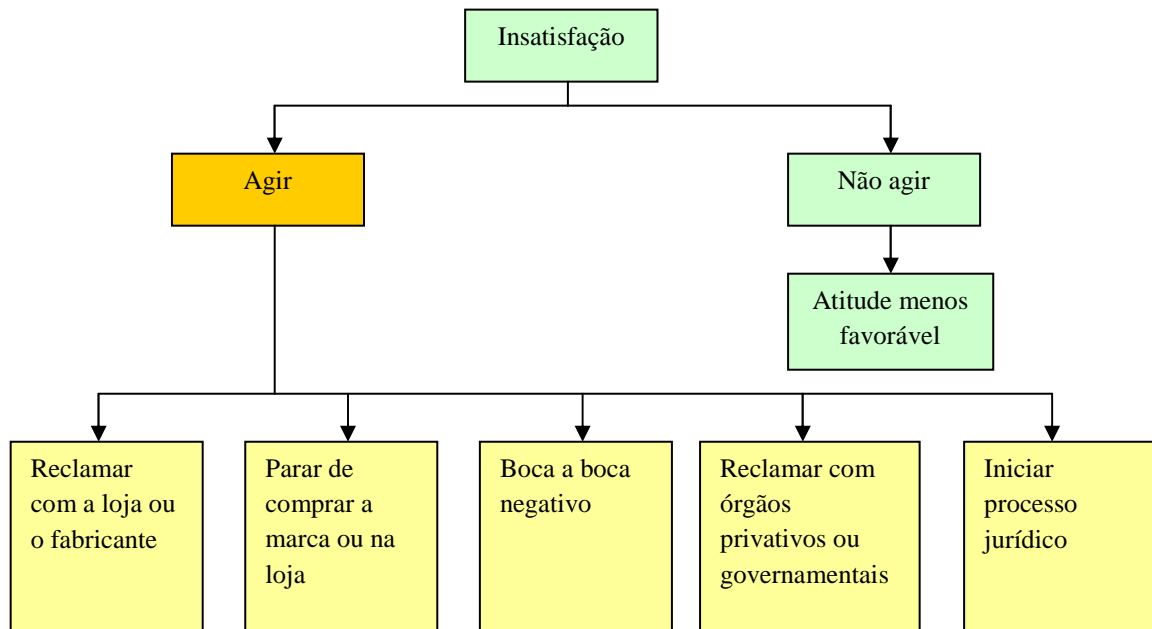 Insatisfação
Agir
Não agir
Atitude menos
favorável
Reclamar
com a loja ou
o fabricante
Parar de
comprar a
marca ou na
loja
Boca a boca
negativo
Reclamar com
órgãos
privativos ou
governamentais
Iniciar
processo
jurídico